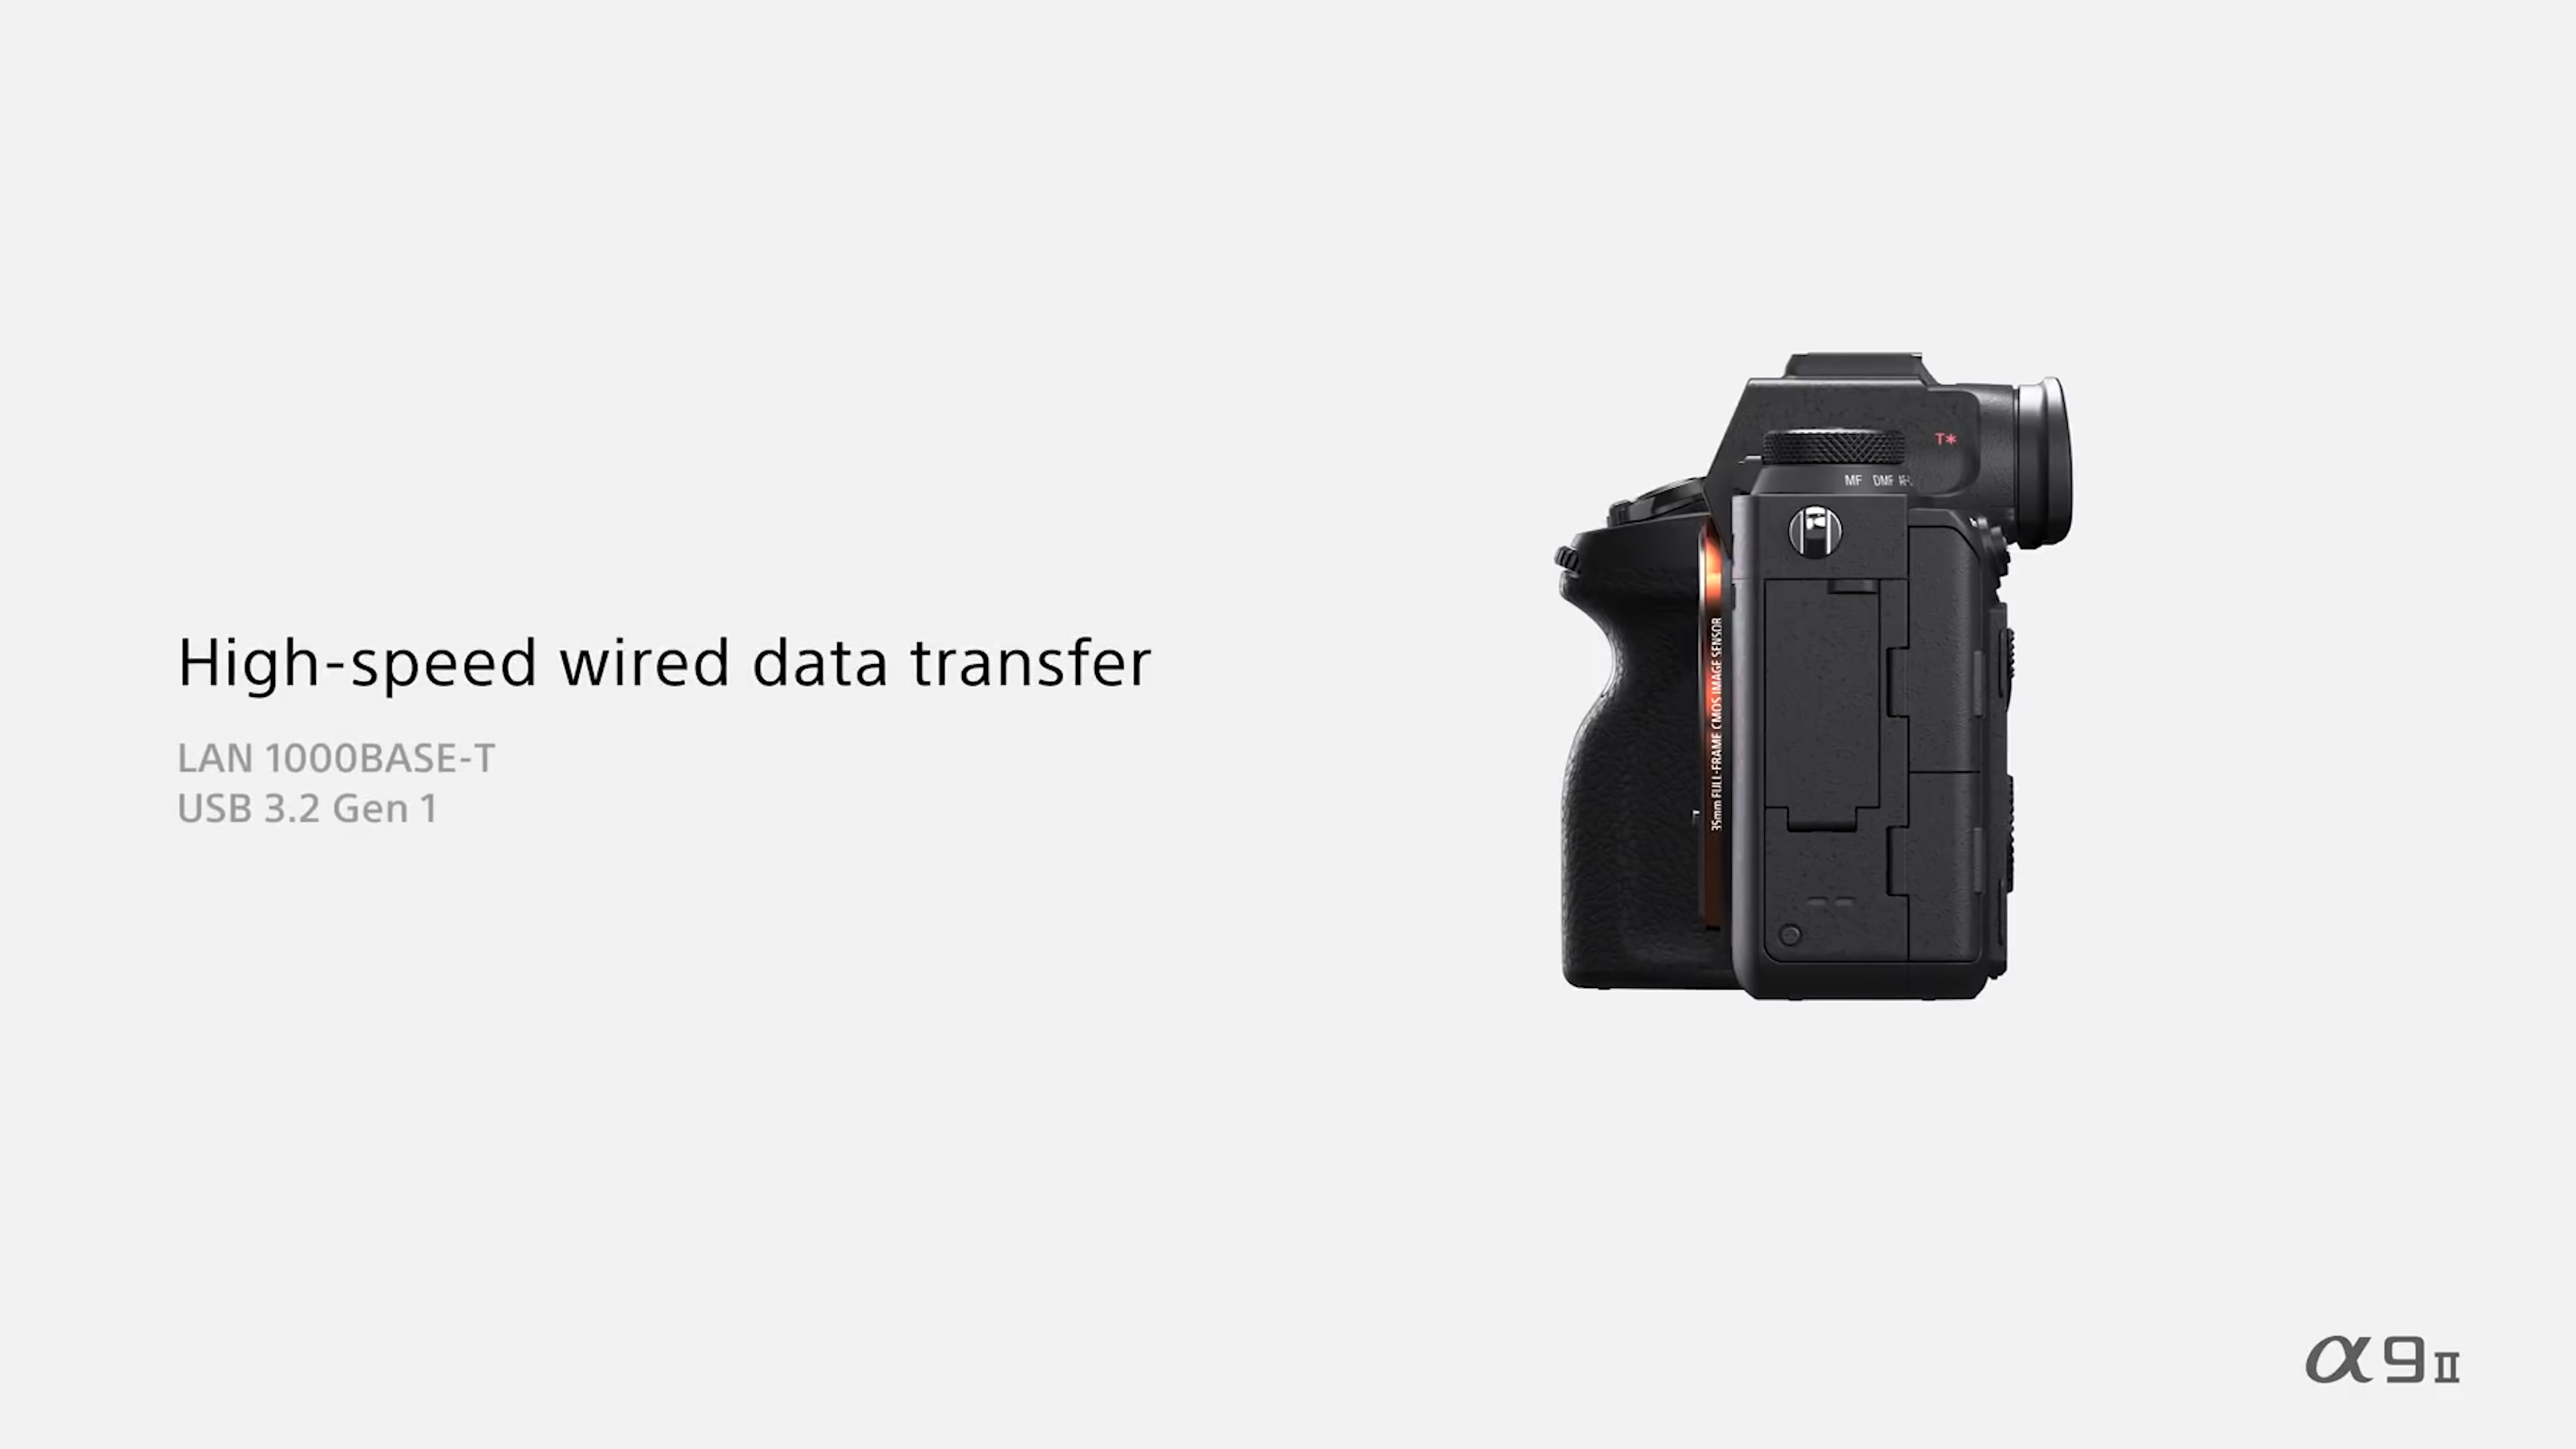 High-speed wired data transfer
LAN 1000BASE-T
USB 3.2 Gen 1
T*
MF DMF AF-C
35mm FULL-FRAME CMOS IMAGE SENSOR
α9II